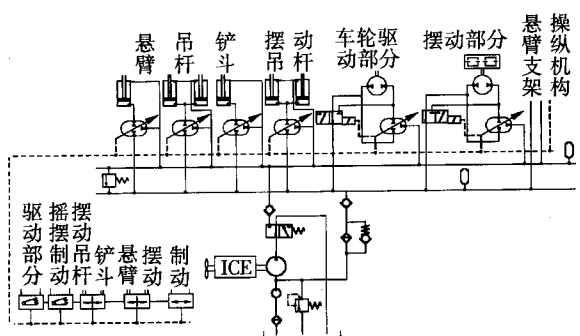 悬臂
吊杆
铲斗
摆动
吊杆
车轮驱
动部分
摆动部分
悬臂支架
操纵机构
ICE
驱动部分
摇摆制动
摆动吊杆
铲斗
悬臂
摆动
制动